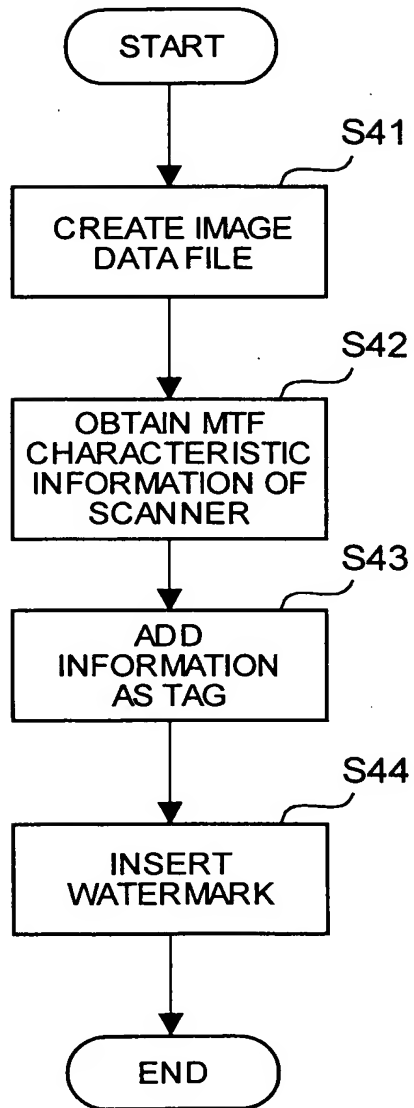 START
S41
CREATE IMAGE
DATA FILE
S42
OBTAIN MTF
CHARACTERISTIC
INFORMATION OF
SCANNER
S43
ADD
INFORMATION
AS TAG
S44
INSERT
WATERMARK
END